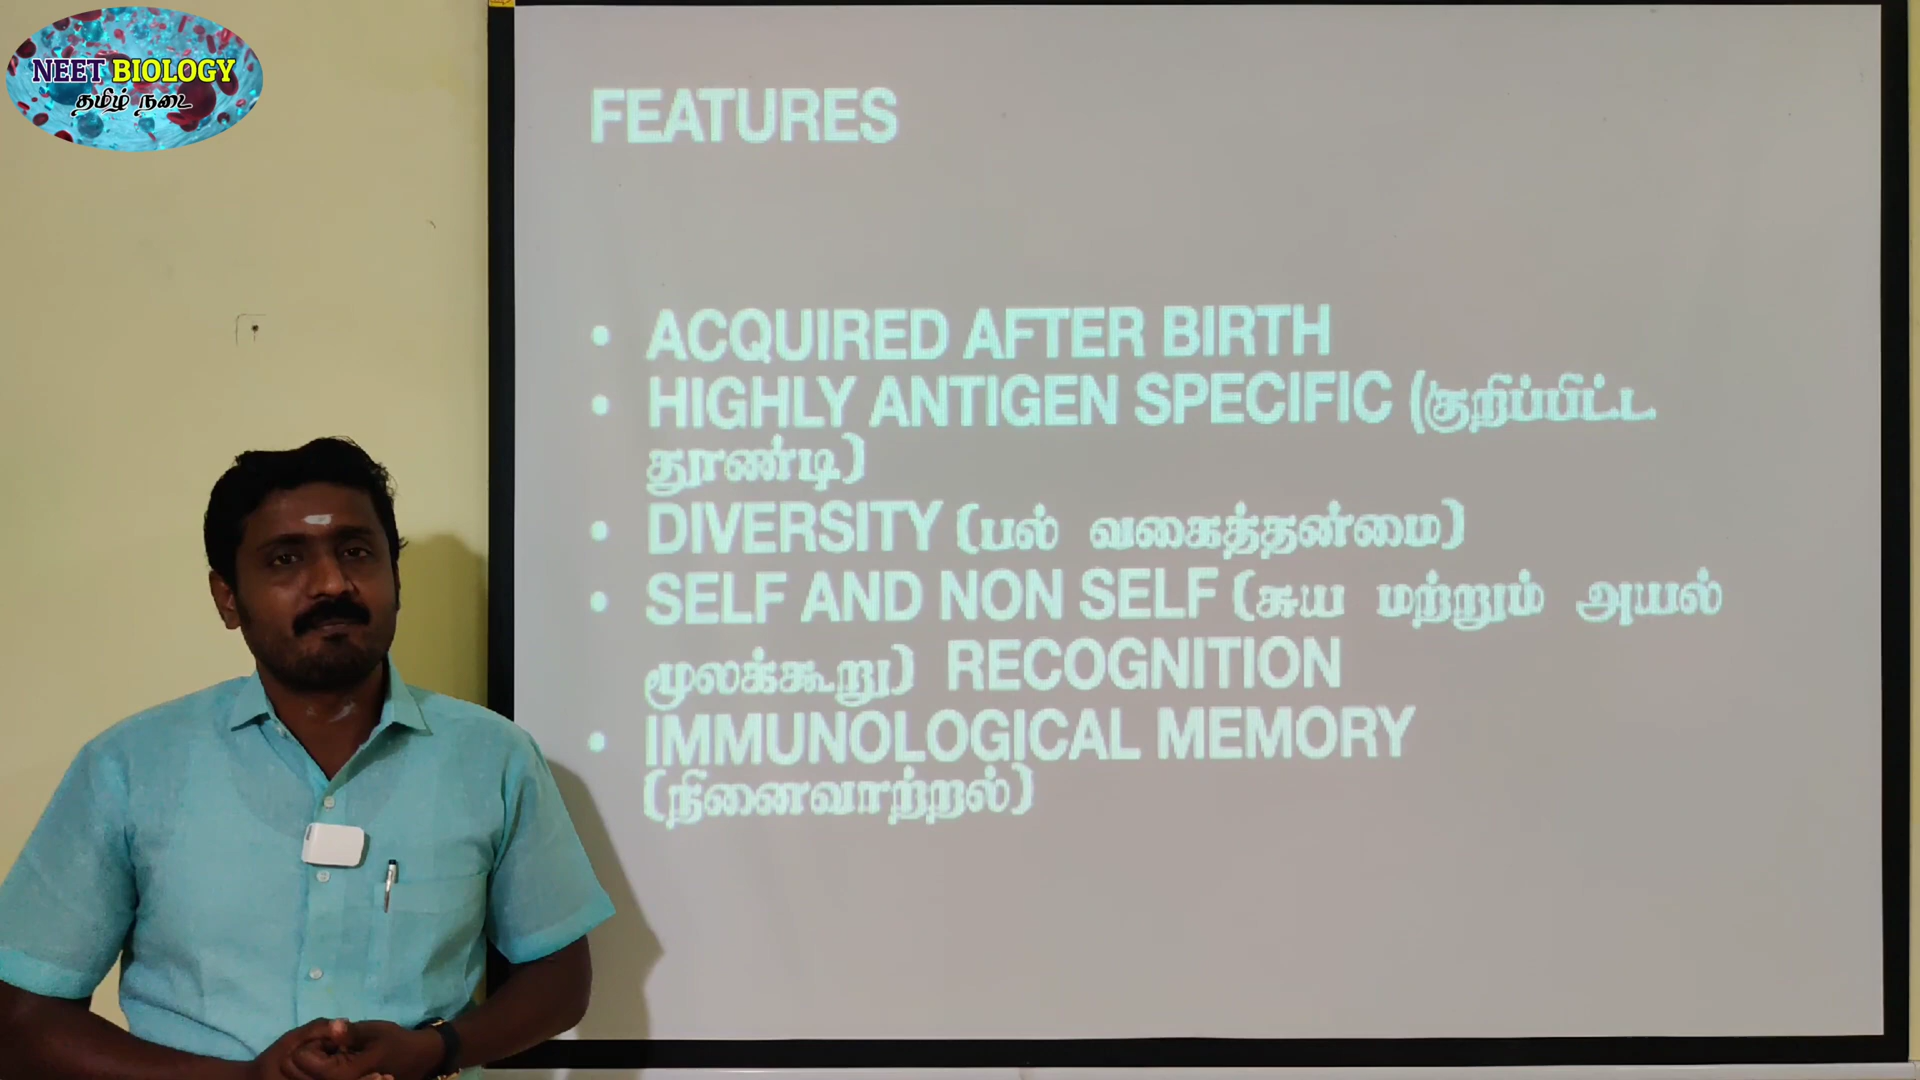 NEET BIOLOGY
தமிழ் நடை
FEATURES
• ACQUIRED AFTER BIRTH
• HIGHLY ANTIGEN SPECIFIC (குறிப்பிட்ட
தூண்டி)
• DIVERSITY (பல் வகைத்தன்மை)
• SELF AND NON SELF (சுய மற்றும் அயல்
மூலக்கூறு) RECOGNITION
• IMMUNOLOGICAL MEMORY
(நினைவாற்றல்)